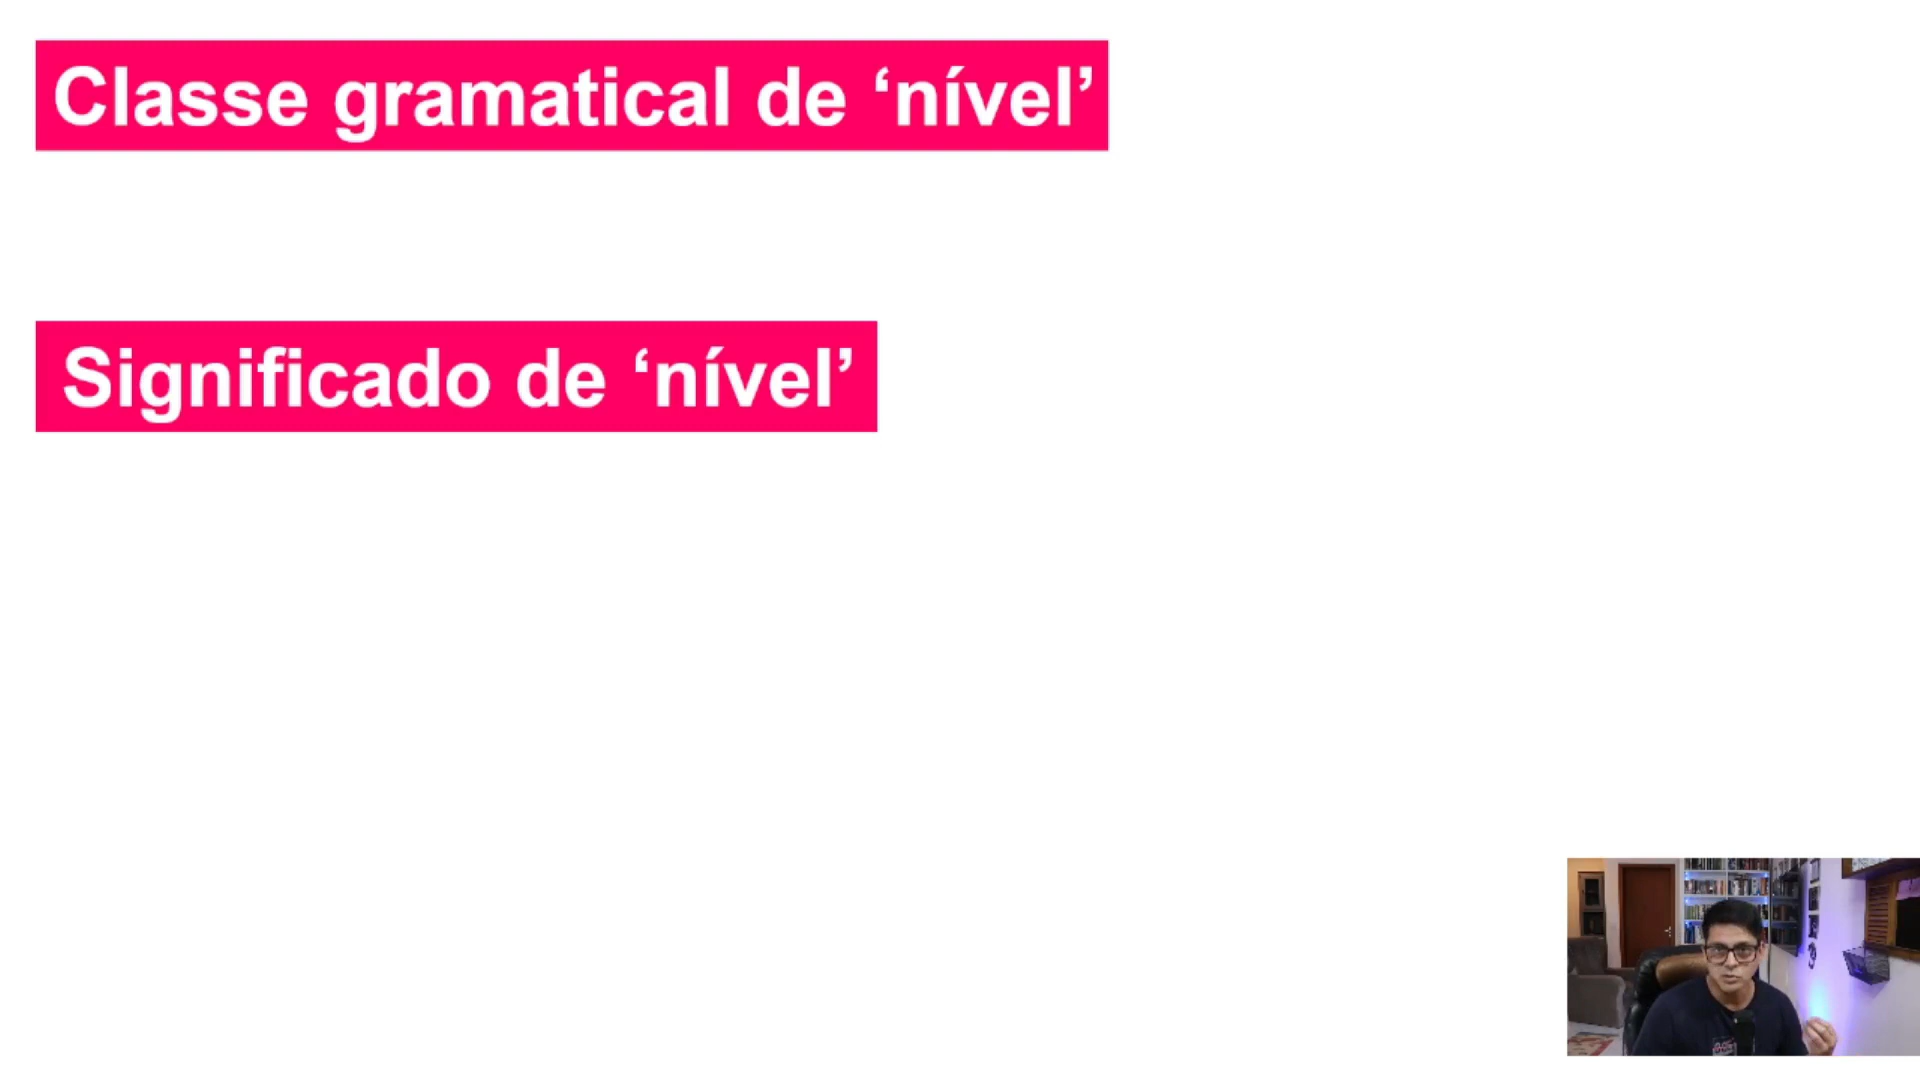 Classe gramatical de ‘nível’
Significado de ‘nível’